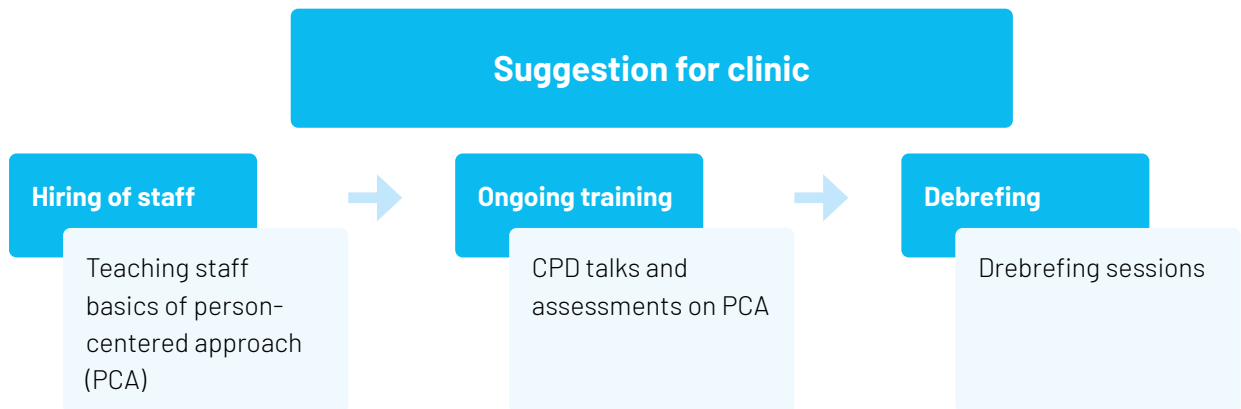 Suggestion for clinic
Hiring of staff
Teaching staff
basics of person-
centered approach
(PCA)
Ongoing training
CPD talks and
assessments on PCA
Debrefing
Drebrefing sessions